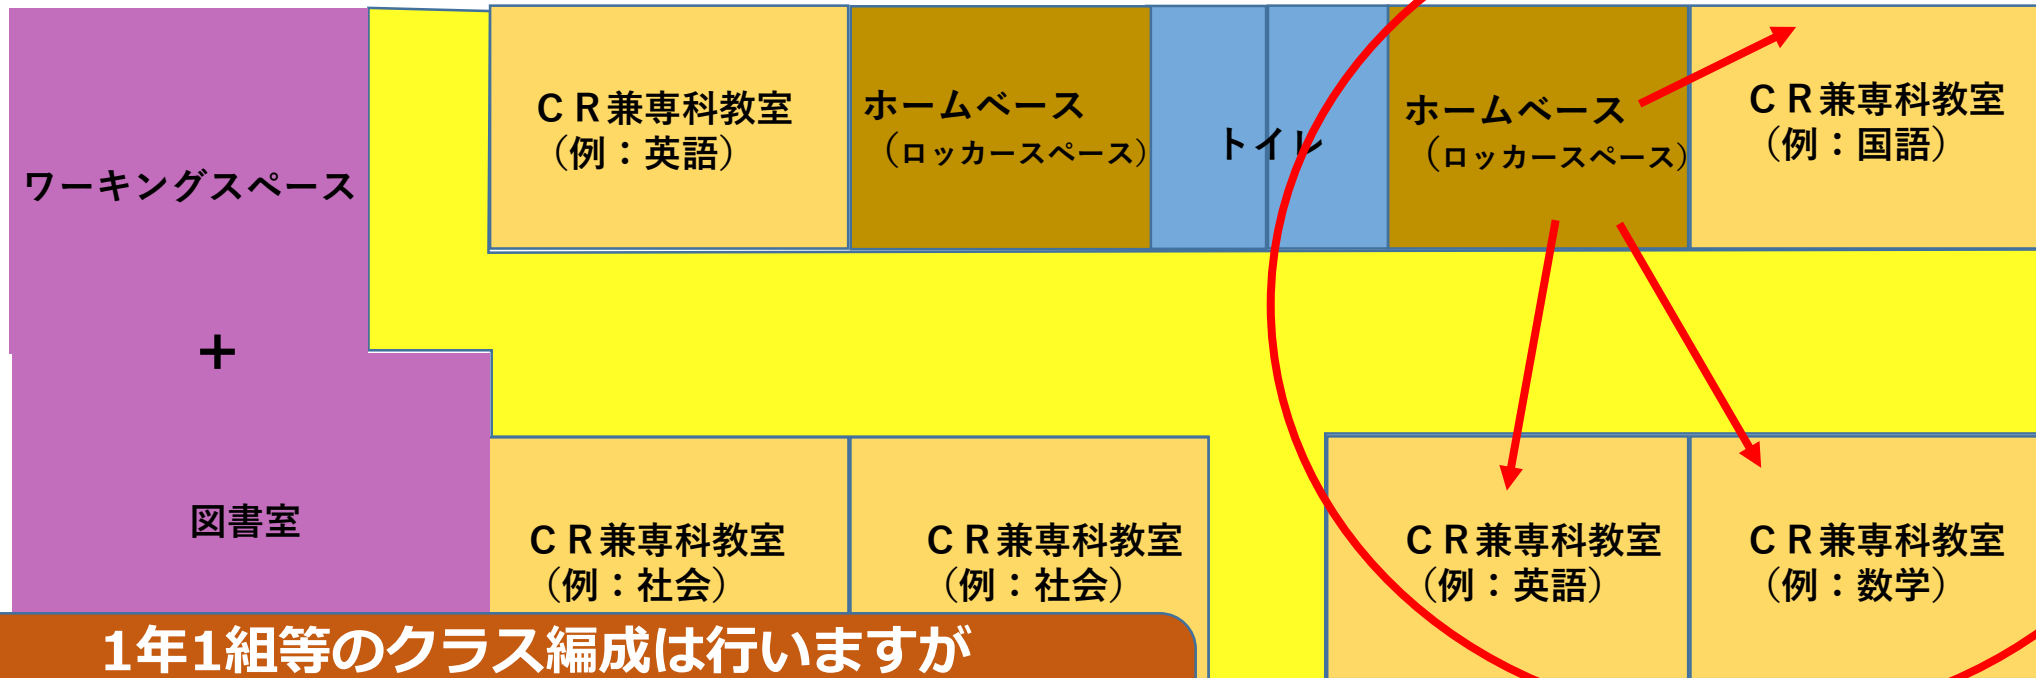 ＣＲ兼専科教室
（例：英語）
ホームベース
（ロッカースペース）
トイレ
ホームベース
（ロッカースペース）
ＣＲ兼専科教室
（例：国語）
ワーキングスペース
＋
図書室
ＣＲ兼専科教室
（例：社会）
ＣＲ兼専科教室
（例：社会）
ＣＲ兼専科教室
（例：英語）
ＣＲ兼専科教室
（例：数学）
1年1組等のクラス編成は行いますが